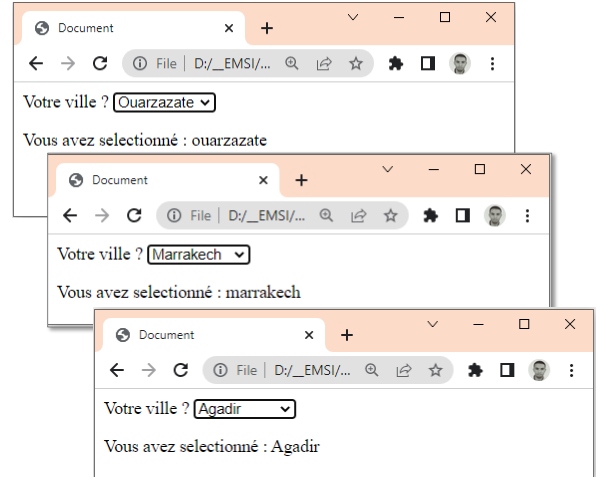 Document
File | D:/__EMSI/...
Votre ville ? Ouarzazate
Vous avez selectionné : ouarzazate
Document
File | D:/__EMSI/...
Votre ville ? Marrakech
Vous avez selectionné : marrakech
Document
File | D:/__EMSI/...
Votre ville ? Agadir
Vous avez selectionné : Agadir